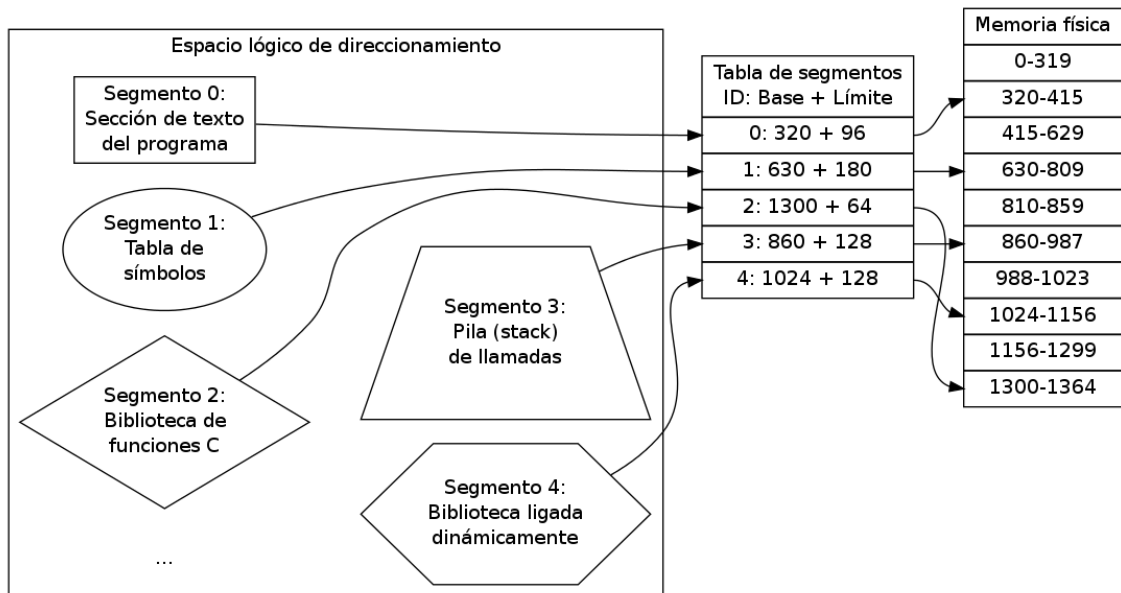 Espacio lógico de direccionamiento
Segmento 0:
Sección de texto
del programa
Segmento 1:
Tabla de
símbolos
Segmento 2:
Biblioteca de
funciones C
...
Segmento 3:
Pila (stack)
de llamadas
Segmento 4:
Biblioteca ligada
dinámicamente
Tabla de segmentos
ID: Base + Límite
0: 320 + 96
1: 630 + 180
2: 1300 + 64
3: 860 + 128
4: 1024 + 128
Memoria física
0-319
320-415
415-629
630-809
810-859
860-987
988-1023
1024-1156
1156-1299
1300-1364